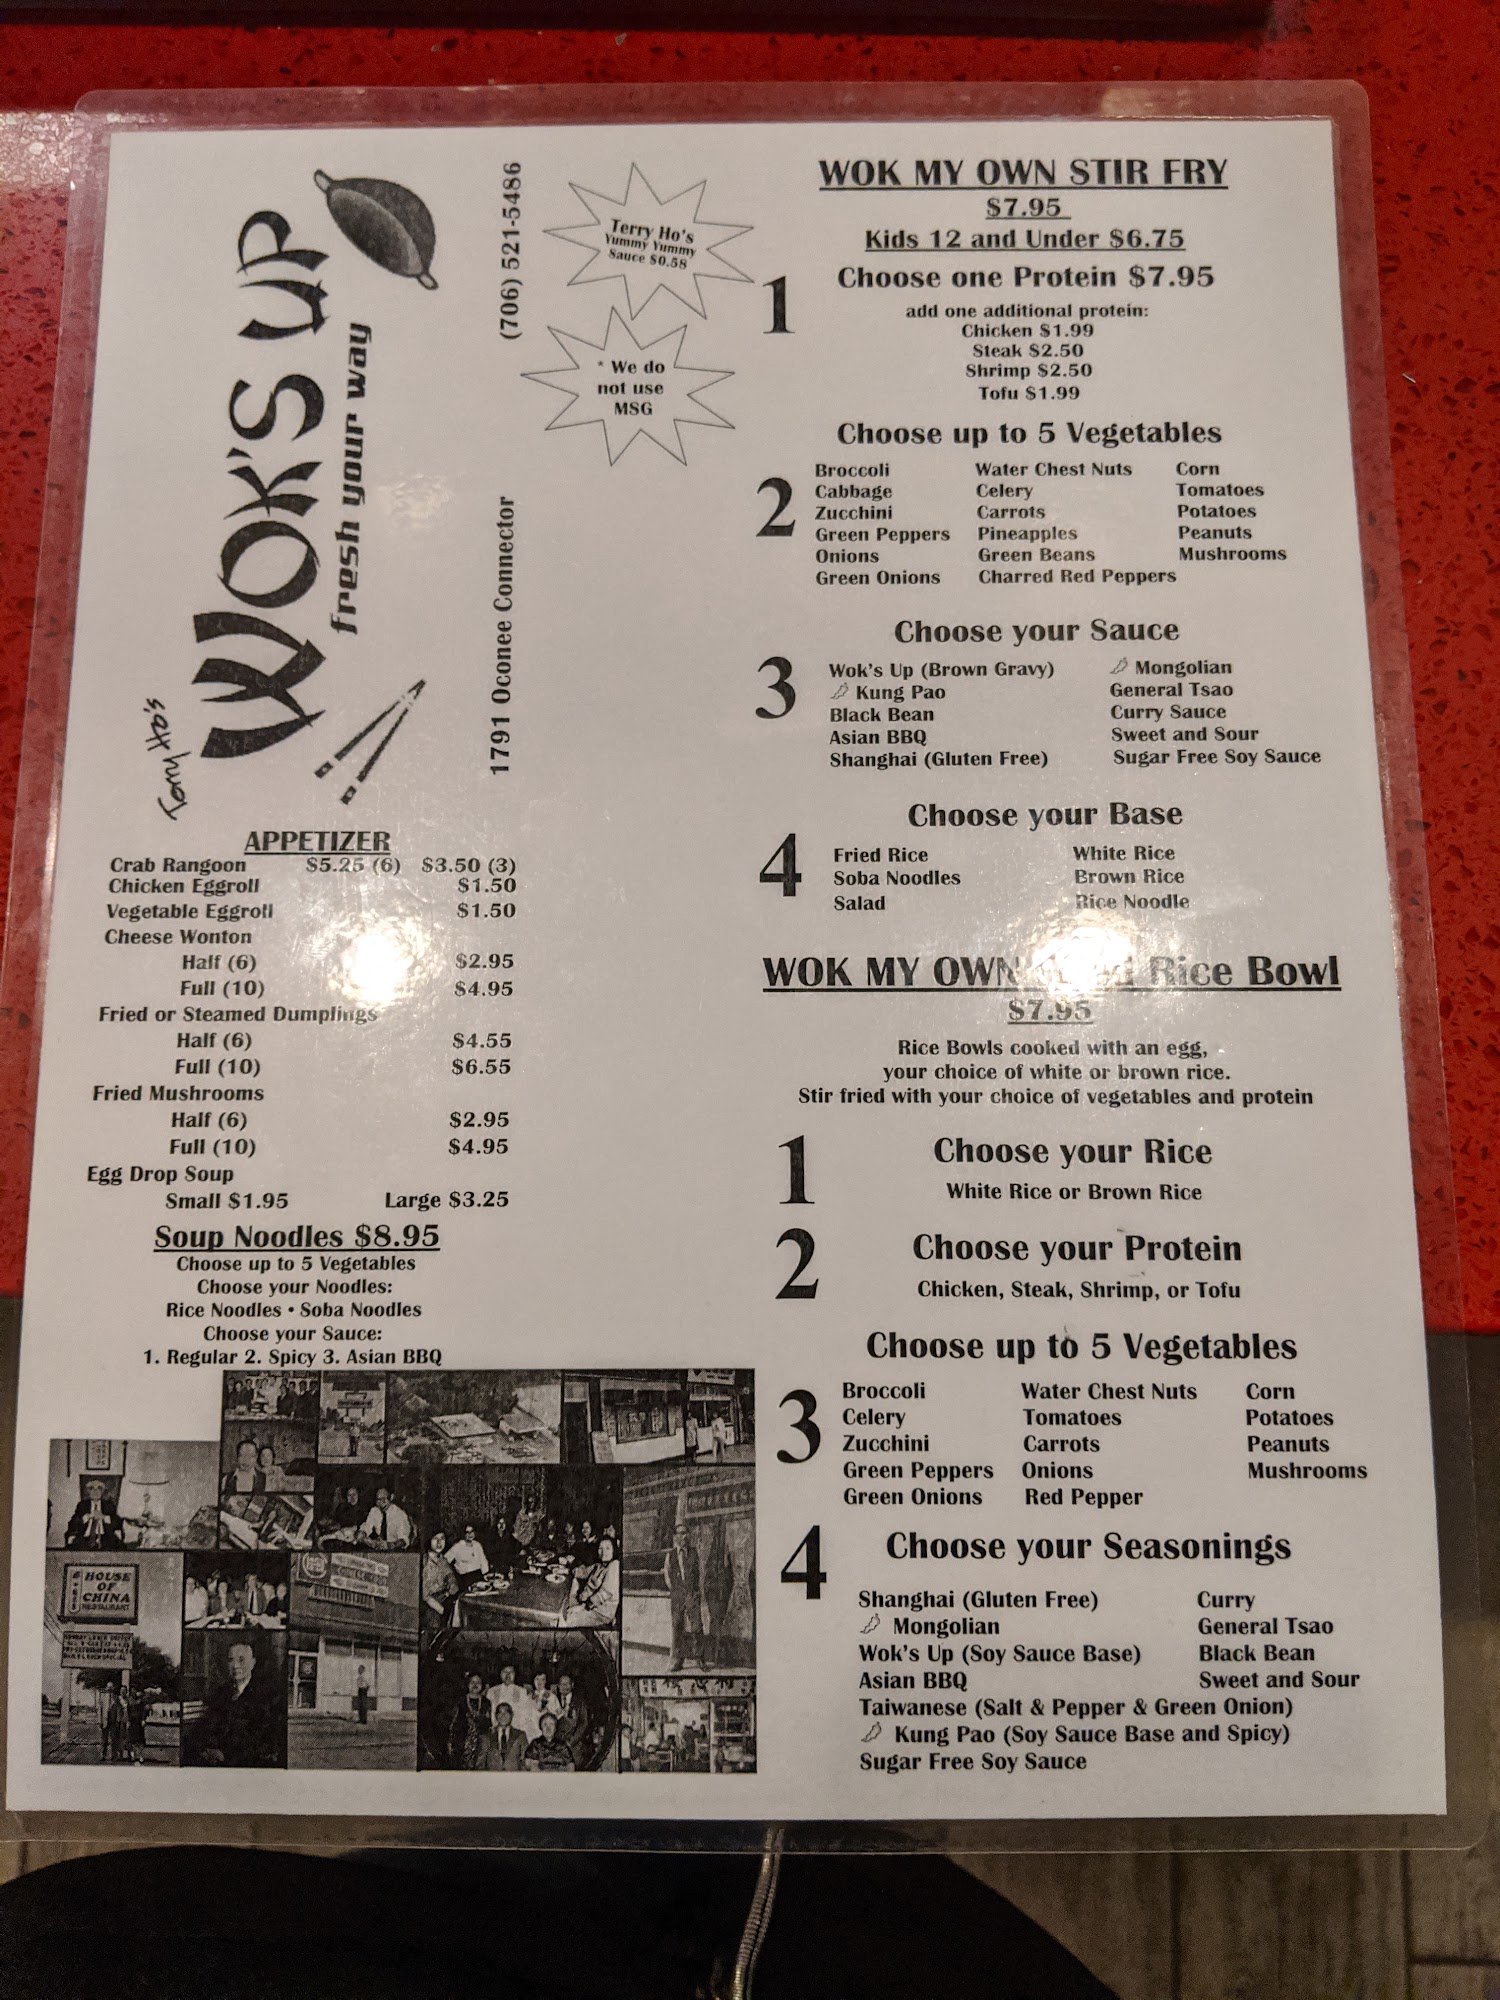 Tommy Ho's
WOK'S UP
fresh your way
(706) 521-5486
1791 Oconee Connector
Terry Ho's
Yummy Yummy
Sauce $0.58
* We do
not use
MSG
APPETIZER
Crab Rangoon $5.25 (6) $3.50 (3)
Chicken Eggroll $1.50
Vegetable Eggroll $1.50
Cheese Wonton
Half (6) $2.95
Full (10) $4.95
Fried or Steamed Dumplings
Half (6) $4.55
Full (10) $6.55
Fried Mushrooms
Half (6) $2.95
Full (10) $4.95
Egg Drop Soup
Small $1.95 Large $3.25
Soup Noodles $8.95
Choose up to 5 Vegetables
Choose your Noodles:
Rice Noodles • Soba Noodles
Choose your Sauce:
1. Regular 2. Spicy 3. Asian BBQ
HOUSE
OF
CHINA
RESTAURANT
WOK MY OWN STIR FRY
$7.95
Kids 12 and Under $6.75
1 Choose one Protein $7.95
add one additional protein:
Chicken $1.99
Steak $2.50
Shrimp $2.50
Tofu $1.99
2 Choose up to 5 Vegetables
Broccoli Water Chest Nuts Corn
Cabbage Celery Tomatoes
Zucchini Carrots Potatoes
Green Peppers Pineapples Peanuts
Onions Green Beans Mushrooms
Green Onions Charred Red Peppers
3 Choose your Sauce
Wok's Up (Brown Gravy) Mongolian
Kung Pao General Tsao
Black Bean Curry Sauce
Asian BBQ Sweet and Sour
Shanghai (Gluten Free) Sugar Free Soy Sauce
4 Choose your Base
Fried Rice White Rice
Soba Noodles Brown Rice
Salad Rice Noodle
WOK MY OWN Rice Bowl
$7.95
Rice Bowls cooked with an egg,
your choice of white or brown rice.
Stir fried with your choice of vegetables and protein
1 Choose your Rice
White Rice or Brown Rice
2 Choose your Protein
Chicken, Steak, Shrimp, or Tofu
3 Choose up to 5 Vegetables
Broccoli Water Chest Nuts Corn
Celery Tomatoes Potatoes
Zucchini Carrots Peanuts
Green Peppers Onions Mushrooms
Green Onions Red Pepper
4 Choose your Seasonings
Shanghai (Gluten Free) Curry
Mongolian General Tsao
Wok's Up (Soy Sauce Base) Black Bean
Asian BBQ Sweet and Sour
Taiwanese (Salt & Pepper & Green Onion)
Kung Pao (Soy Sauce Base and Spicy)
Sugar Free Soy Sauce